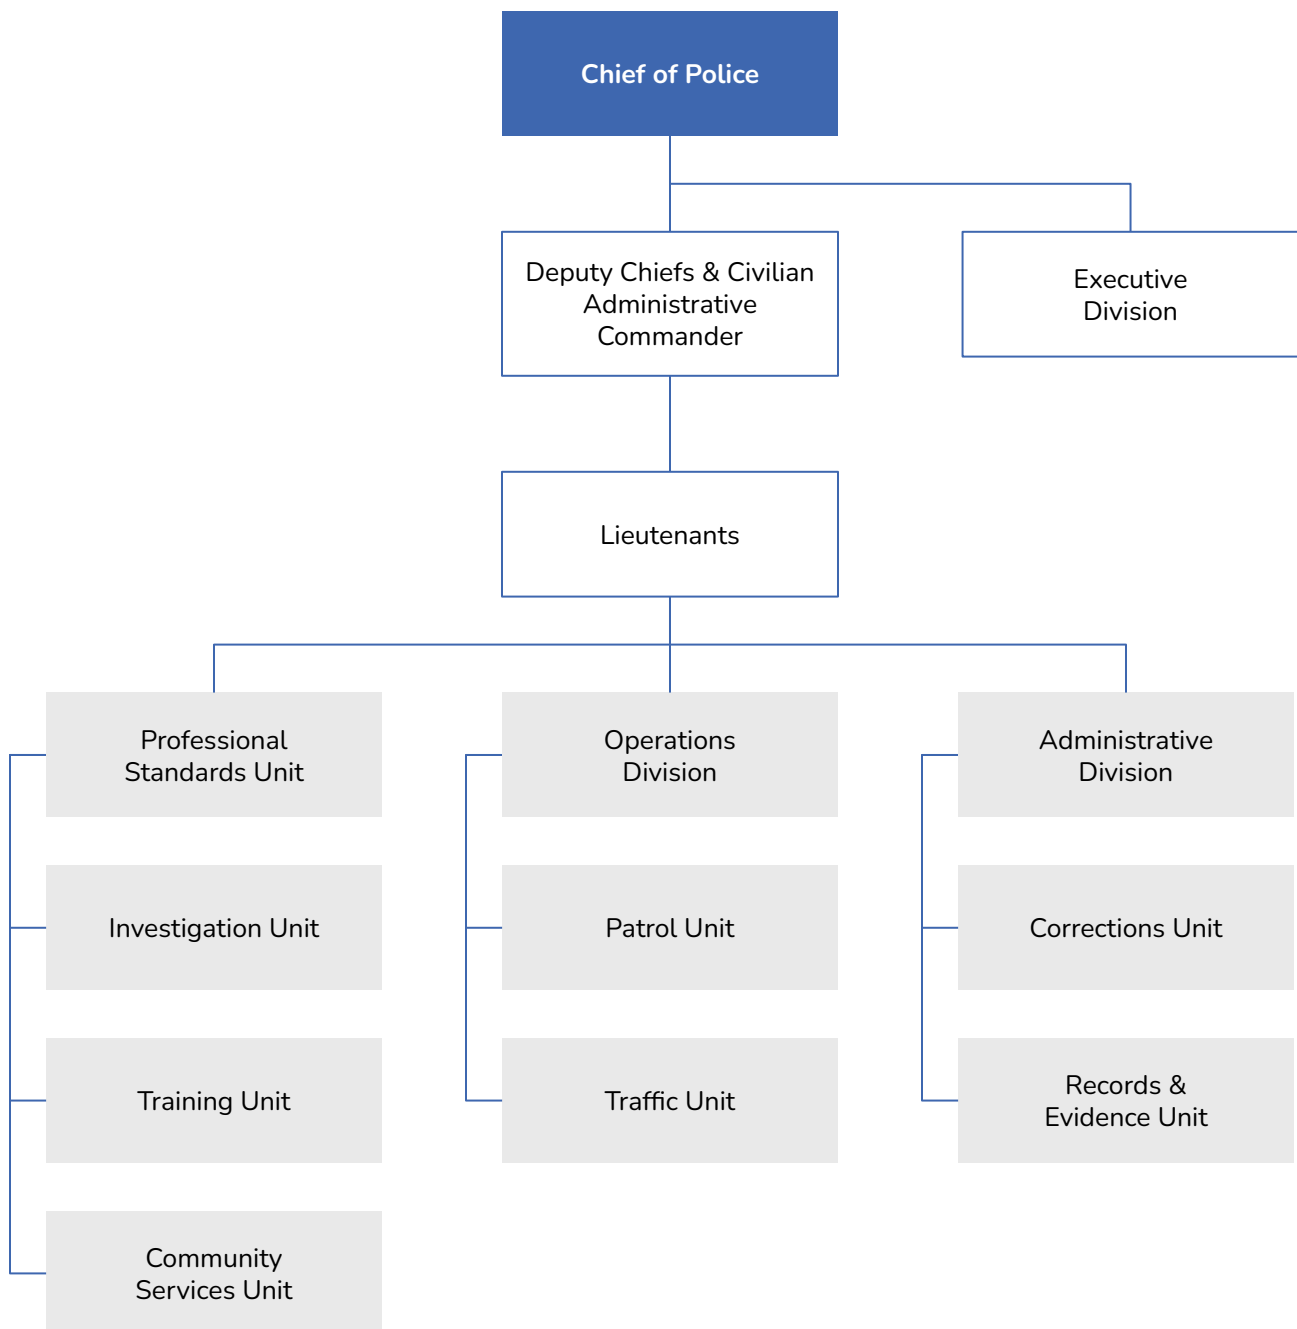 Chief of Police
Deputy Chiefs & Civilian
Administrative
Commander
Executive
Division
Lieutenants
Professional
Standards Unit
Operations
Division
Administrative
Division
Investigation Unit
Patrol Unit
Corrections Unit
Training Unit
Traffic Unit
Records &
Evidence Unit
Community
Services Unit